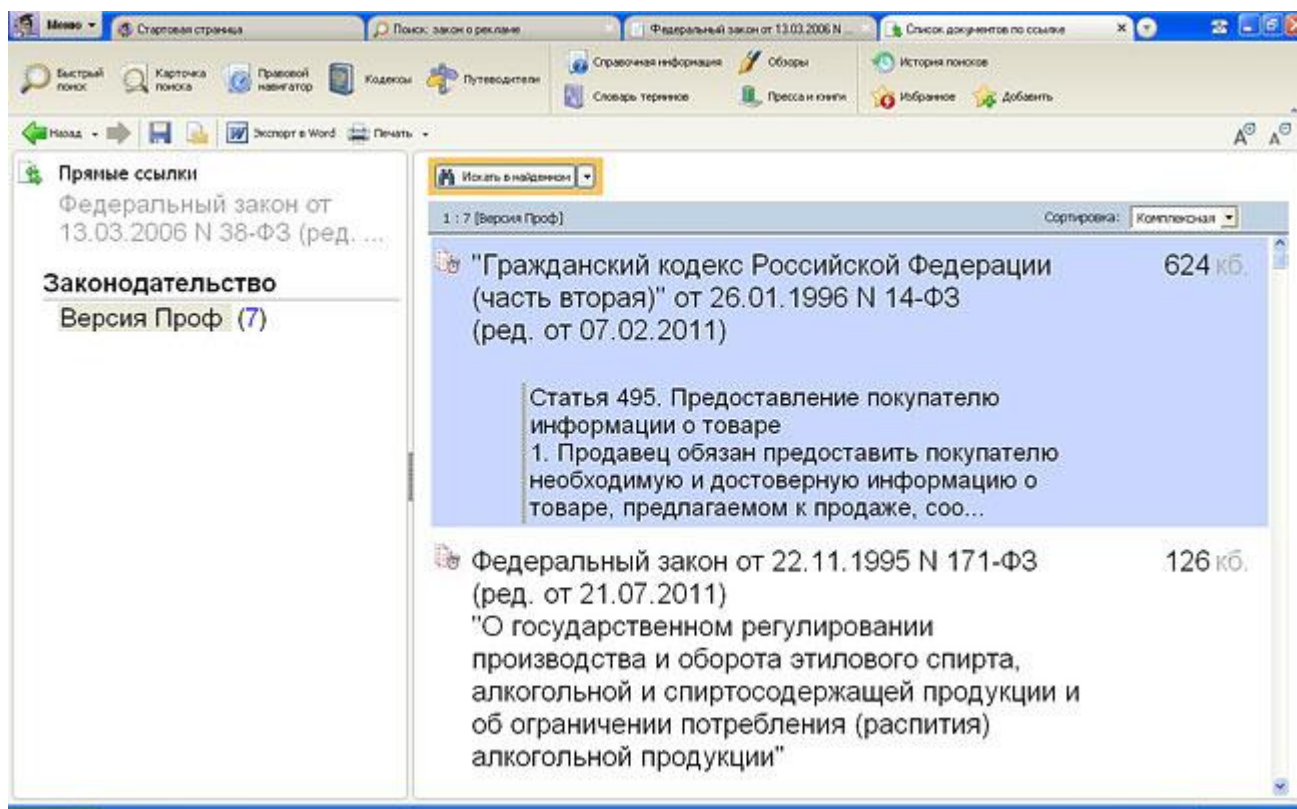 Меню
Стартовая страница
Поиск: закон о рекламе
Федеральный закон от 13.03.2006 N ...
Список документов по ссылке
Быстрый поиск
Карточка поиска
Правовой навигатор
Кодексы
Путеводители
Справочная информация
Словарь терминов
Обзоры
Пресса и книги
История поисков
Избранное
Добавить
Назад
Экспорт в Word
Печать
Прямые ссылки
Федеральный закон от
13.03.2006 N 38-ФЗ (ред. ...
Законодательство
Версия Проф (7)
Искать в найденном
1 : 7 [Версия Проф]
Сортировка: Комплексная
"Гражданский кодекс Российской Федерации 624 кб.
(часть вторая)" от 26.01.1996 N 14-ФЗ
(ред. от 07.02.2011)
Статья 495. Предоставление покупателю
информации о товаре
1. Продавец обязан предоставить покупателю
необходимую и достоверную информацию о
товаре, предлагаемом к продаже, соо...
Федеральный закон от 22.11.1995 N 171-ФЗ 126 кб.
(ред. от 21.07.2011)
"О государственном регулировании
производства и оборота этилового спирта,
алкогольной и спиртосодержащей продукции и
об ограничении потребления (распития)
алкогольной продукции"